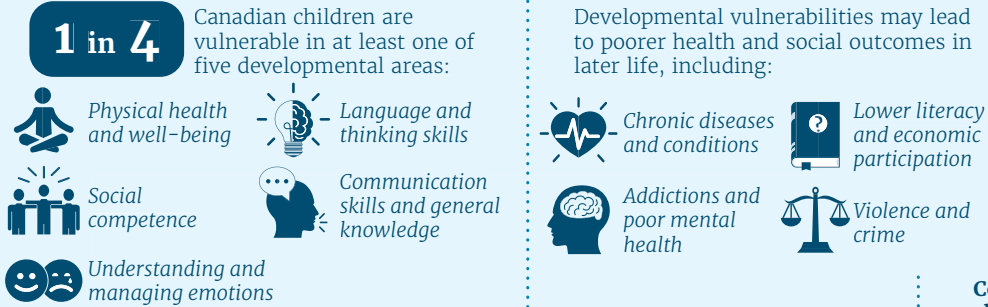 1 in 4
Canadian children are
vulnerable in at least one of
five developmental areas:
Physical health
and well-being
Language and
thinking skills
Social
competence
Communication
skills and general
knowledge
Understanding and
managing emotions
Developmental vulnerabilities may lead
to poorer health and social outcomes in
later life, including:
Chronic diseases
and conditions
?
Lower literacy
and economic
participation
Addictions and
poor mental
health
Violence and
crime